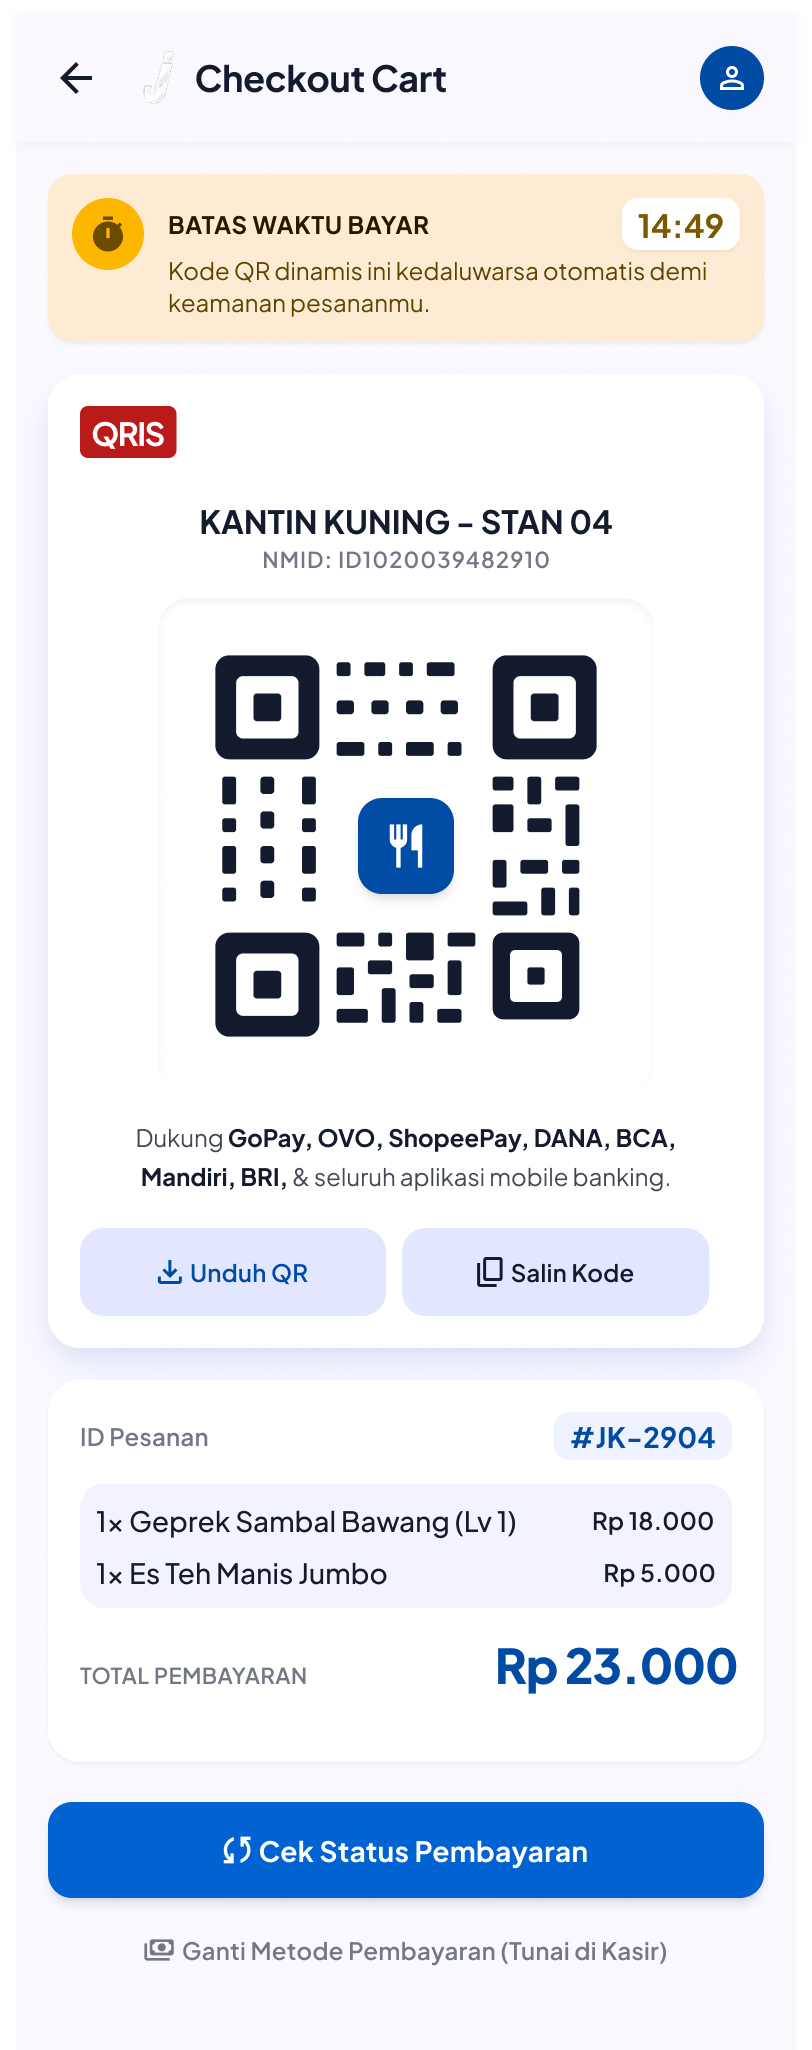 Checkout Cart
BATAS WAKTU BAYAR
14:49
Kode QR dinamis ini kedaluwarsa otomatis demi
keamanan pesananmu.
QRIS
KANTIN KUNING - STAN 04
NMID: ID1020039482910
Dukung GoPay, OVO, ShopeePay, DANA, BCA,
Mandiri, BRI, & seluruh aplikasi mobile banking.
Unduh QR
Salin Kode
ID Pesanan
#JK-2904
1× Geprek Sambal Bawang (Lv 1)
Rp 18.000
1× Es Teh Manis Jumbo
Rp 5.000
TOTAL PEMBAYARAN
Rp 23.000
Cek Status Pembayaran
Ganti Metode Pembayaran (Tunai di Kasir)